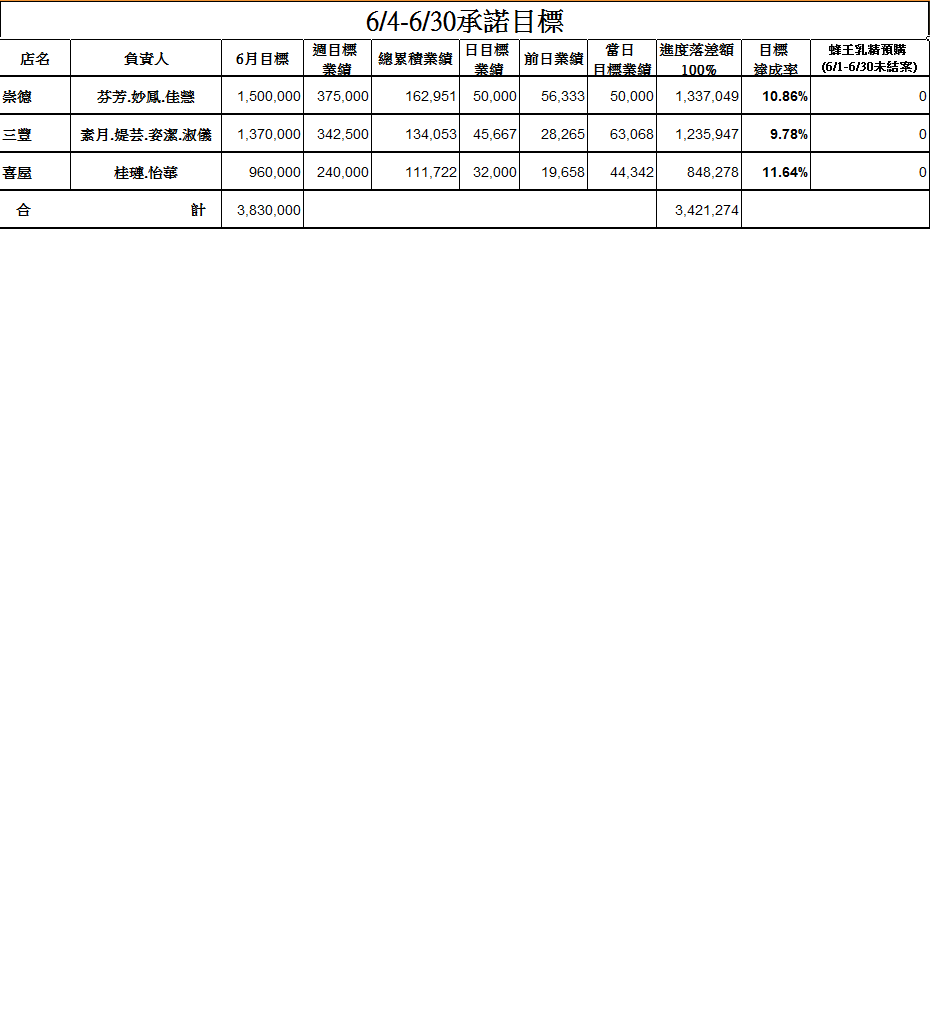 6/4-6/30承諾目標
店名 負責人 6月目標 週目標 總累積業績 日目標 前日業績 當日 進度落差額 目標 蜂王乳精預購
業績 業績 目標業績 100% 達成率 (6/1-6/30未結案)
崇德 芬芳.妙鳳.佳慧 1,500,000 375,000 162,951 50,000 56,333 50,000 1,337,049 10.86% 0
三豐 素月.媞芸.姿潔.淑儀 1,370,000 342,500 134,053 45,667 28,265 63,068 1,235,947 9.78% 0
喜屋 桂璉.怡華 960,000 240,000 111,722 32,000 19,658 44,342 848,278 11.64% 0
合 計 3,830,000 3,421,274